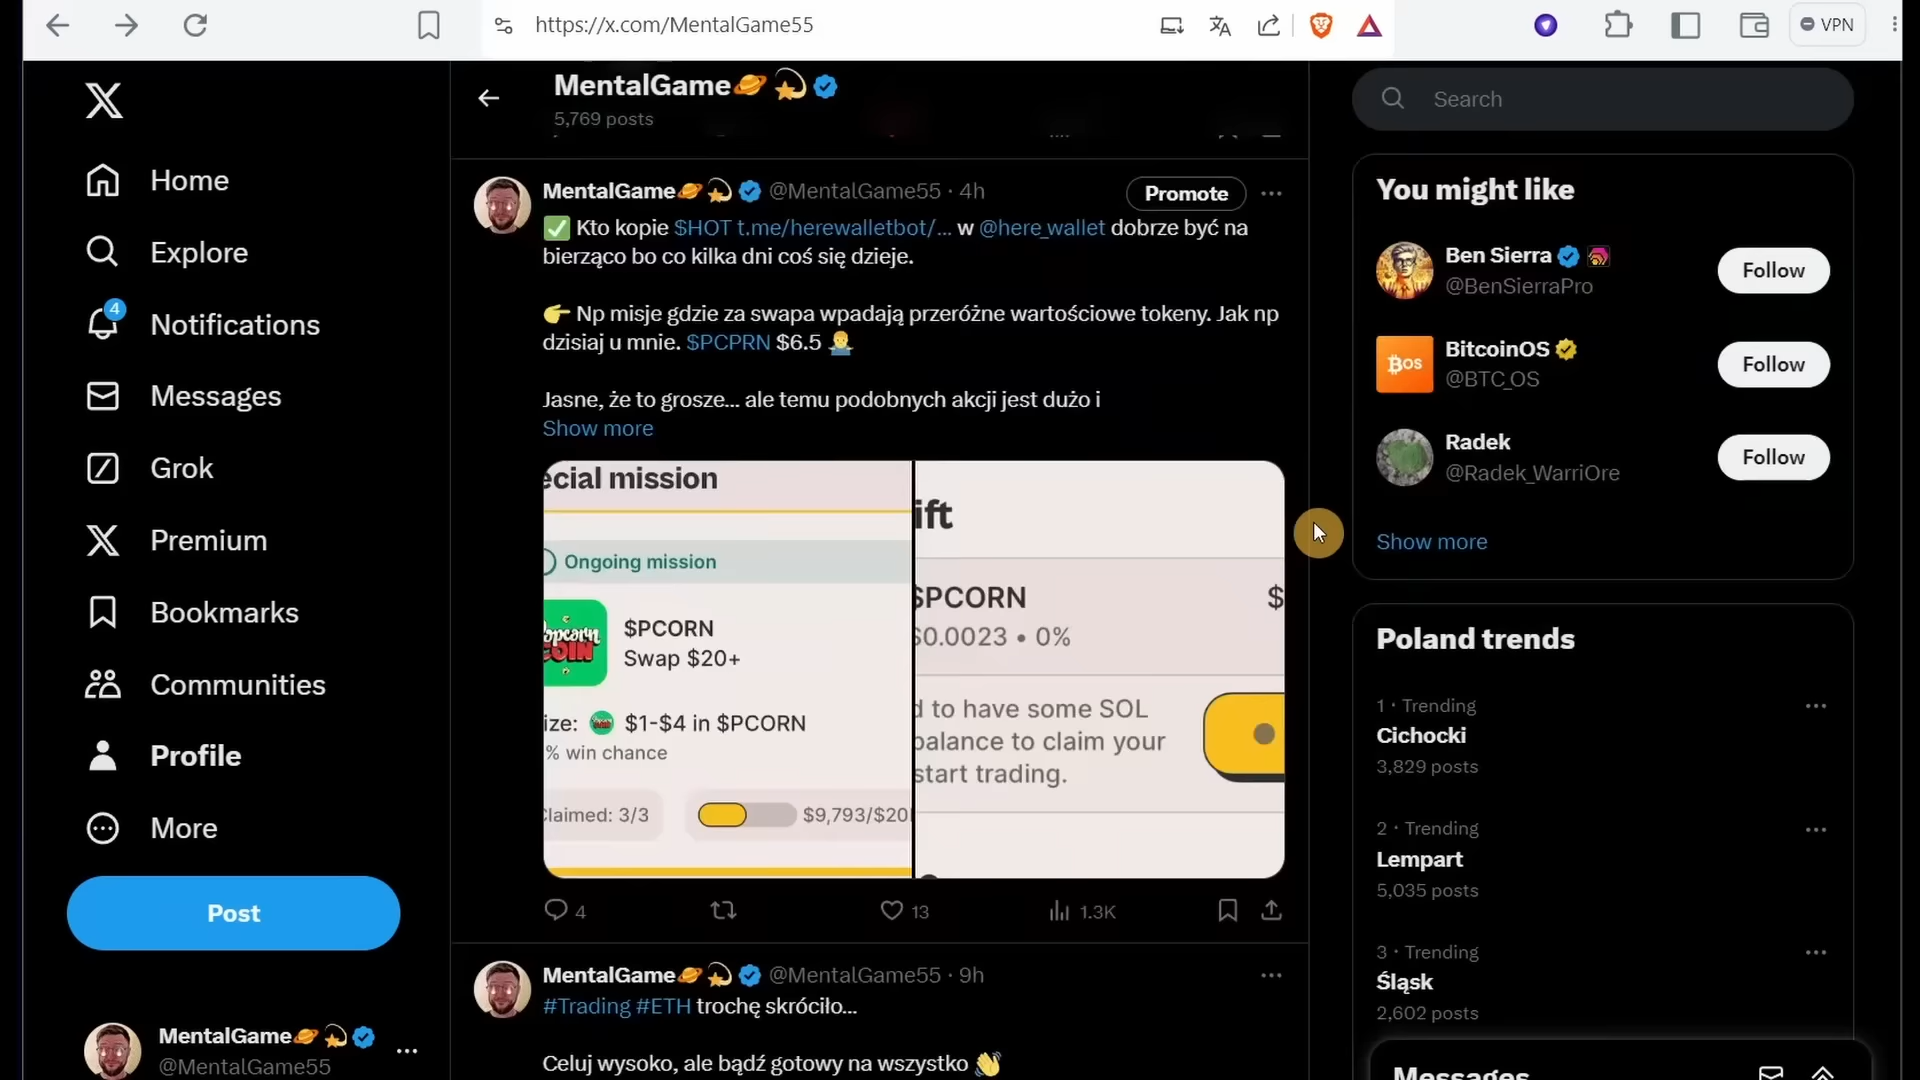 https://x.com/MentalGame55
VPN
MentalGame🪐💫
5,769 posts
Home
Explore
4
Notifications
Messages
Grok
Premium
Bookmarks
Communities
Profile
More
Post
MentalGame🪐💫
@MentalGame55
MentalGame🪐💫 @MentalGame55 · 4h
Promote
✅ Kto kopie $HOT t.me/herewalletbot/... w @here_wallet dobrze być na
bierząco bo co kilka dni coś się dzieje.
👉 Np misje gdzie za swapa wpadają przeróżne wartościowe tokeny. Jak np
dzisiaj u mnie. $PCPRN $6.5 🤷‍♂️
Jasne, że to grosze... ale temu podobnych akcji jest dużo i
Show more
ecial mission
Ongoing mission
Popcorn
COIN
$PCORN
Swap $20+
ize: $1-$4 in $PCORN
% win chance
Claimed: 3/3
$9,793/$20
ift
$PCORN
$
$0.0023 • 0%
d to have some SOL
balance to claim your
start trading.
4
13
1.3K
MentalGame🪐💫 @MentalGame55 · 9h
#Trading #ETH trochę skróciło...
Celuj wysoko, ale bądź gotowy na wszystko 👋
Search
You might like
Ben Sierra
@BenSierraPro
Follow
BOS
BitcoinOS
@BTC_OS
Follow
Radek
@Radek_WarriOre
Follow
Show more
Poland trends
1 · Trending
Cichocki
3,829 posts
2 · Trending
Lempart
5,035 posts
3 · Trending
Śląsk
2,602 posts
Messages